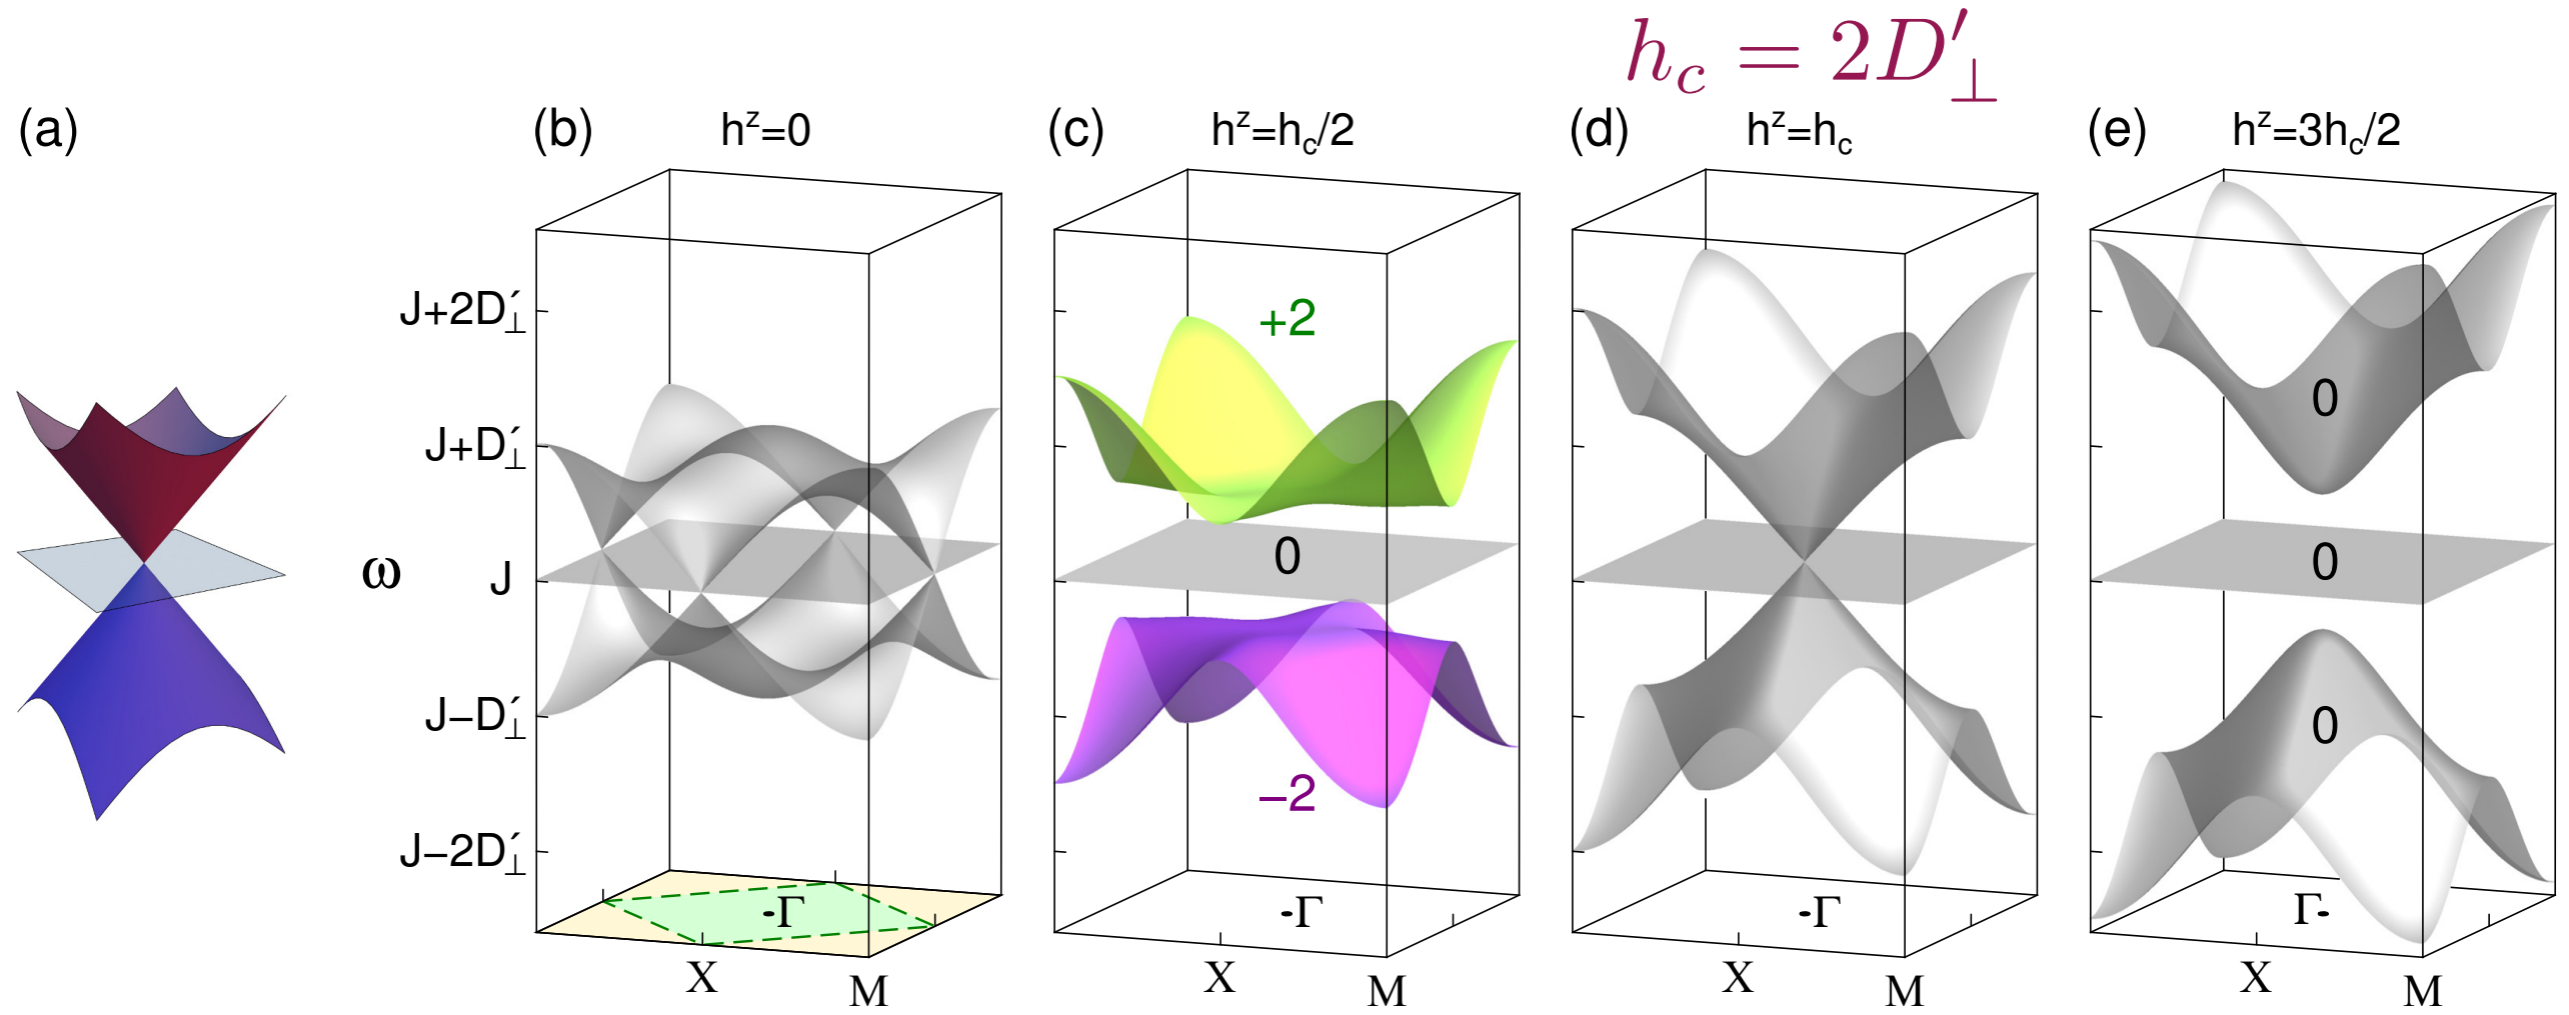 h_c = 2D′_⊥
(a) (b) h^z=0 (c) h^z=h_c/2 (d) h^z=h_c (e) h^z=3h_c/2
J+2D′_⊥
+2
J+D′_⊥
0
ω J 0 0
J−D′_⊥
0
−2
J−2D′_⊥
Γ Γ Γ Γ
X M X M X M X M